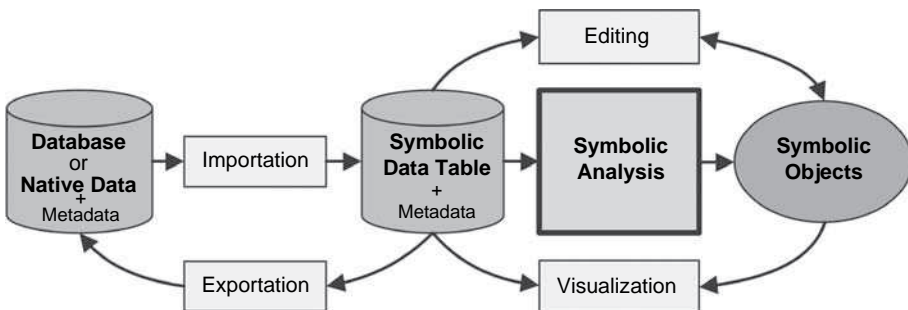 Editing
Database
or
Native Data
+
Metadata
Importation
Symbolic
Data Table
+
Metadata
Symbolic
Analysis
Symbolic
Objects
Exportation
Visualization